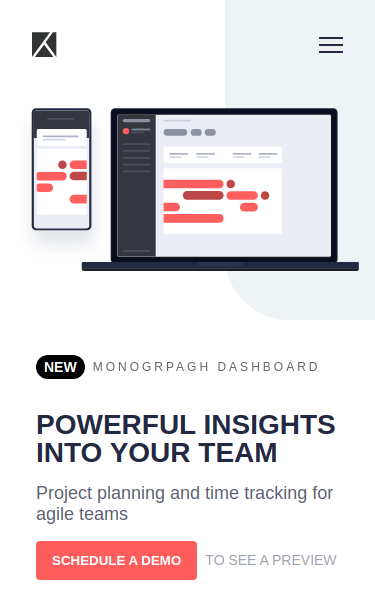 NEW MONOGRPAGH DASHBOARD
POWERFUL INSIGHTS
INTO YOUR TEAM
Project planning and time tracking for
agile teams
SCHEDULE A DEMO TO SEE A PREVIEW